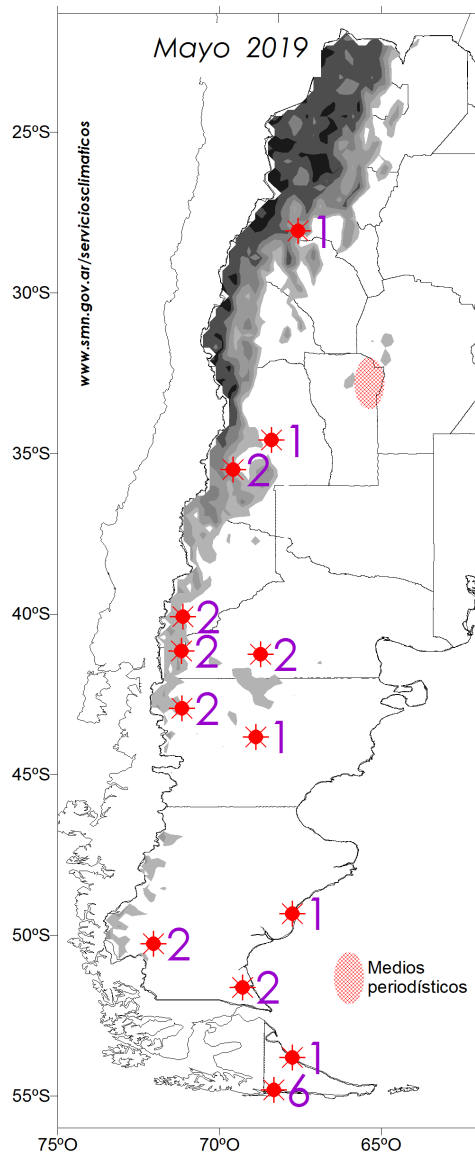 Mayo 2019
25ºS
www.smn.gov.ar/serviciosclimaticos
1
30ºS
1
35ºS
2
2
40ºS
2
2
2
1
45ºS
1
2
50ºS
Medios
periodísticos
2
1
6
55ºS
75ºO
70ºO
65ºO